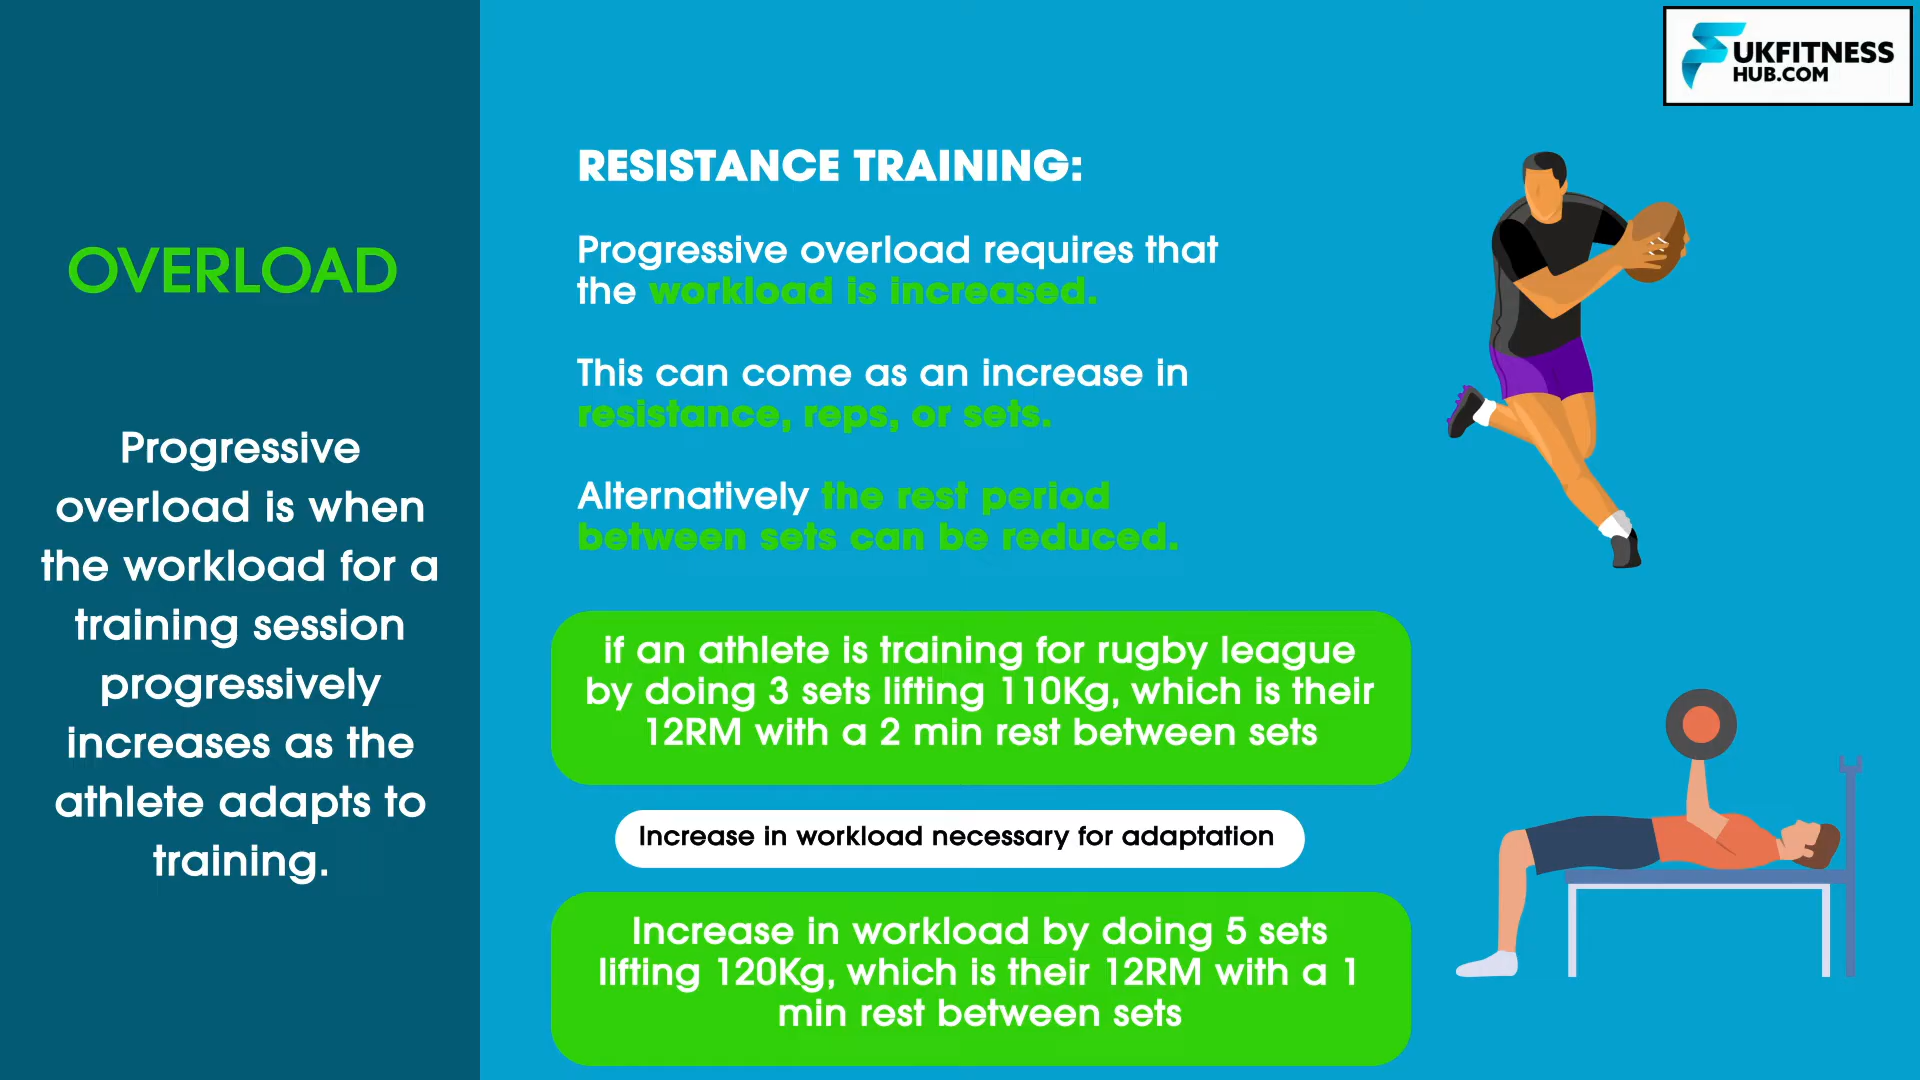 UKFITNESS
HUB.COM
OVERLOAD
Progressive
overload is when
the workload for a
training session
progressively
increases as the
athlete adapts to
training.
RESISTANCE TRAINING:
Progressive overload requires that
the workload is increased.
This can come as an increase in
resistance, reps, or sets.
Alternatively the rest period
between sets can be reduced.
if an athlete is training for rugby league
by doing 3 sets lifting 110Kg, which is their
12RM with a 2 min rest between sets
Increase in workload necessary for adaptation
Increase in workload by doing 5 sets
lifting 120Kg, which is their 12RM with a 1
min rest between sets